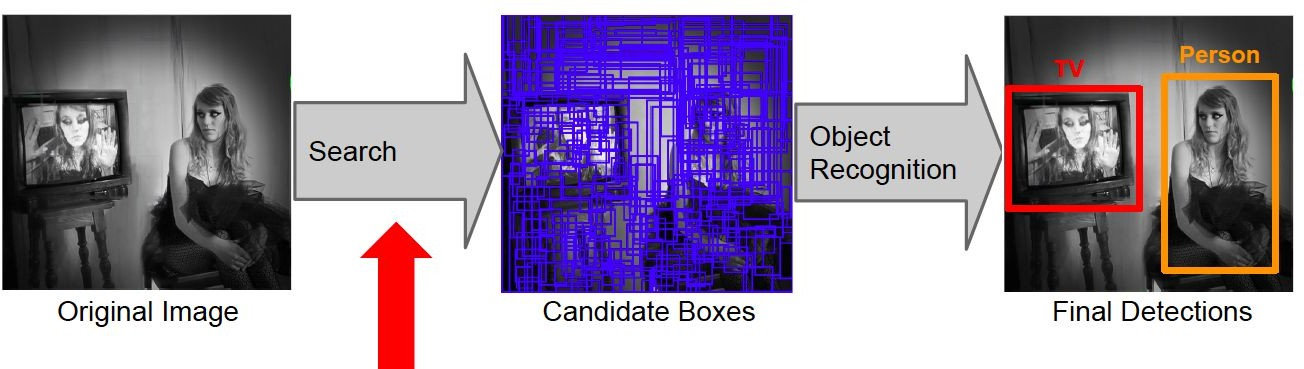 TV
Person
Search
Object
Recognition
Original Image
Candidate Boxes
Final Detections